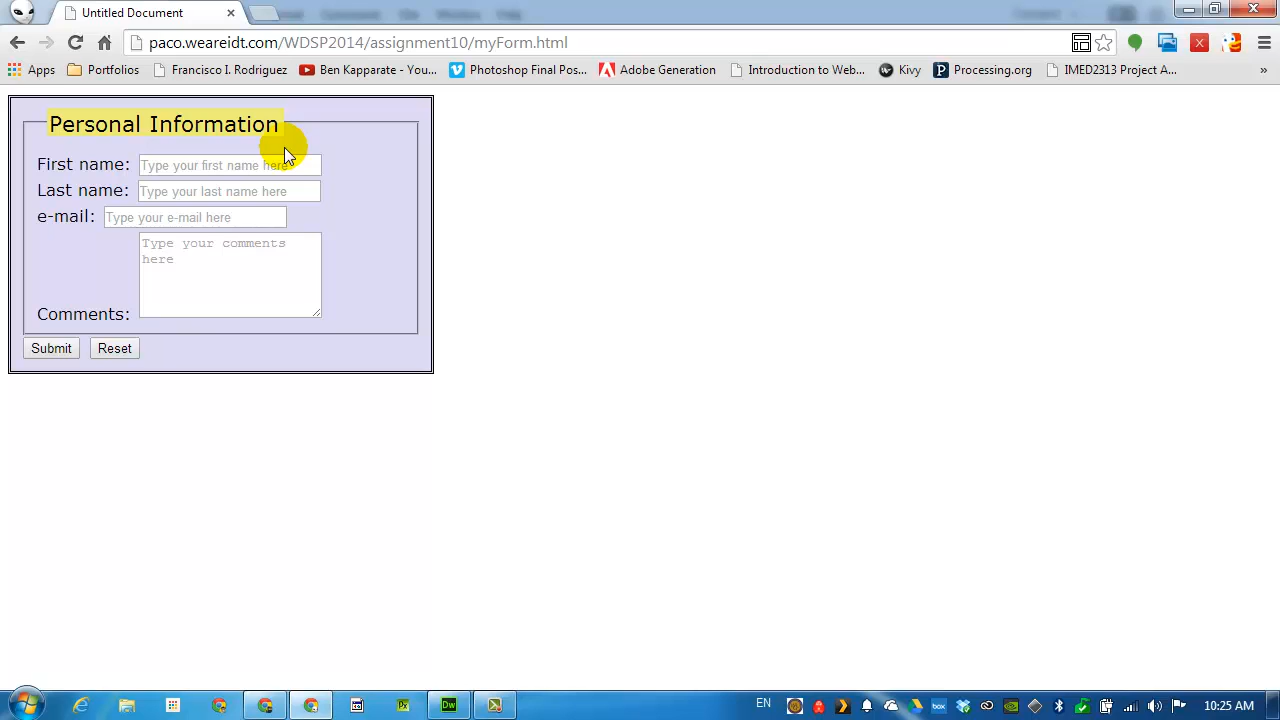 Untitled Document
paco.weareidt.com/WDSP2014/assignment10/myForm.html
Apps Portfolios Francisco I. Rodriguez Ben Kapparate - You... Photoshop Final Pos... Adobe Generation Introduction to Web... Kivy Processing.org IMED2313 Project A... »
Personal Information
First name: Type your first name here
Last name: Type your last name here
e-mail: Type your e-mail here
Type your comments
here
Comments:
Submit Reset
Dw
EN
box
10:25 AM